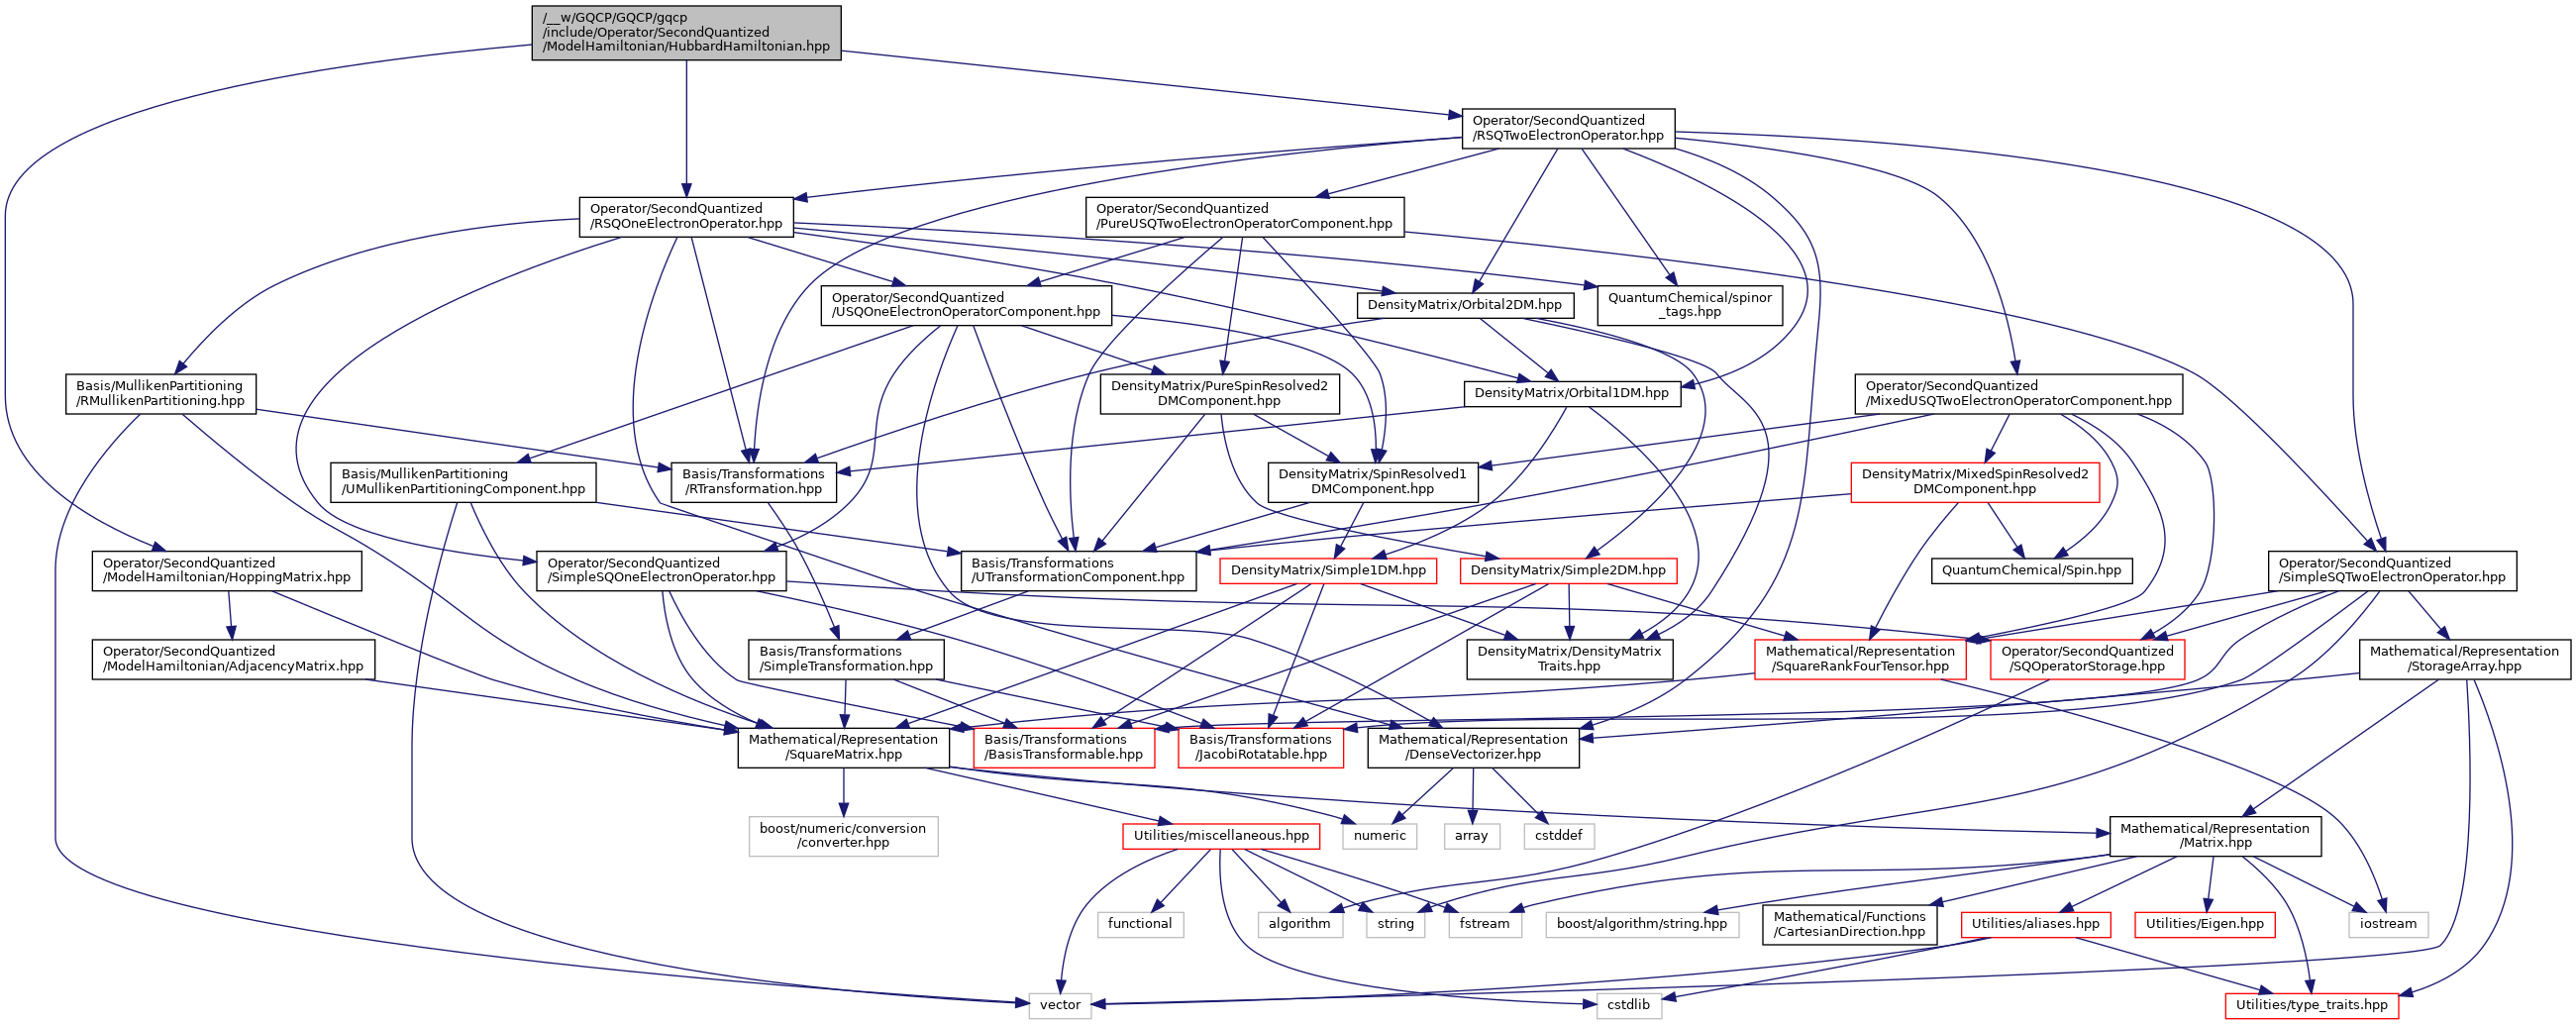 /__w/GQCP/GQCP/gqcp
/include/Operator/SecondQuantized
/ModelHamiltonian/HubbardHamiltonian.hpp
Operator/SecondQuantized
/RSQTwoElectronOperator.hpp
Operator/SecondQuantized
/RSQOneElectronOperator.hpp
Operator/SecondQuantized
/PureUSQTwoElectronOperatorComponent.hpp
Operator/SecondQuantized
/USQOneElectronOperatorComponent.hpp
DensityMatrix/Orbital2DM.hpp
QuantumChemical/spinor
_tags.hpp
Basis/MullikenPartitioning
/RMullikenPartitioning.hpp
DensityMatrix/PureSpinResolved2
DMComponent.hpp
DensityMatrix/Orbital1DM.hpp
Operator/SecondQuantized
/MixedUSQTwoElectronOperatorComponent.hpp
Basis/MullikenPartitioning
/UMullikenPartitioningComponent.hpp
Basis/Transformations
/RTransformation.hpp
DensityMatrix/SpinResolved1
DMComponent.hpp
DensityMatrix/MixedSpinResolved2
DMComponent.hpp
Operator/SecondQuantized
/ModelHamiltonian/HoppingMatrix.hpp
Operator/SecondQuantized
/SimpleSQOneElectronOperator.hpp
Basis/Transformations
/UTransformationComponent.hpp
DensityMatrix/Simple1DM.hpp
DensityMatrix/Simple2DM.hpp
QuantumChemical/Spin.hpp
Operator/SecondQuantized
/SimpleSQTwoElectronOperator.hpp
Operator/SecondQuantized
/ModelHamiltonian/AdjacencyMatrix.hpp
Basis/Transformations
/SimpleTransformation.hpp
DensityMatrix/DensityMatrix
Traits.hpp
Mathematical/Representation
/SquareRankFourTensor.hpp
Operator/SecondQuantized
/SQOperatorStorage.hpp
Mathematical/Representation
/StorageArray.hpp
Mathematical/Representation
/SquareMatrix.hpp
Basis/Transformations
/BasisTransformable.hpp
Basis/Transformations
/JacobiRotatable.hpp
Mathematical/Representation
/DenseVectorizer.hpp
boost/numeric/conversion
/converter.hpp
Utilities/miscellaneous.hpp
numeric
array
cstddef
Mathematical/Representation
/Matrix.hpp
functional
algorithm
string
fstream
boost/algorithm/string.hpp
Mathematical/Functions
/CartesianDirection.hpp
Utilities/aliases.hpp
Utilities/Eigen.hpp
iostream
vector
cstdlib
Utilities/type_traits.hpp